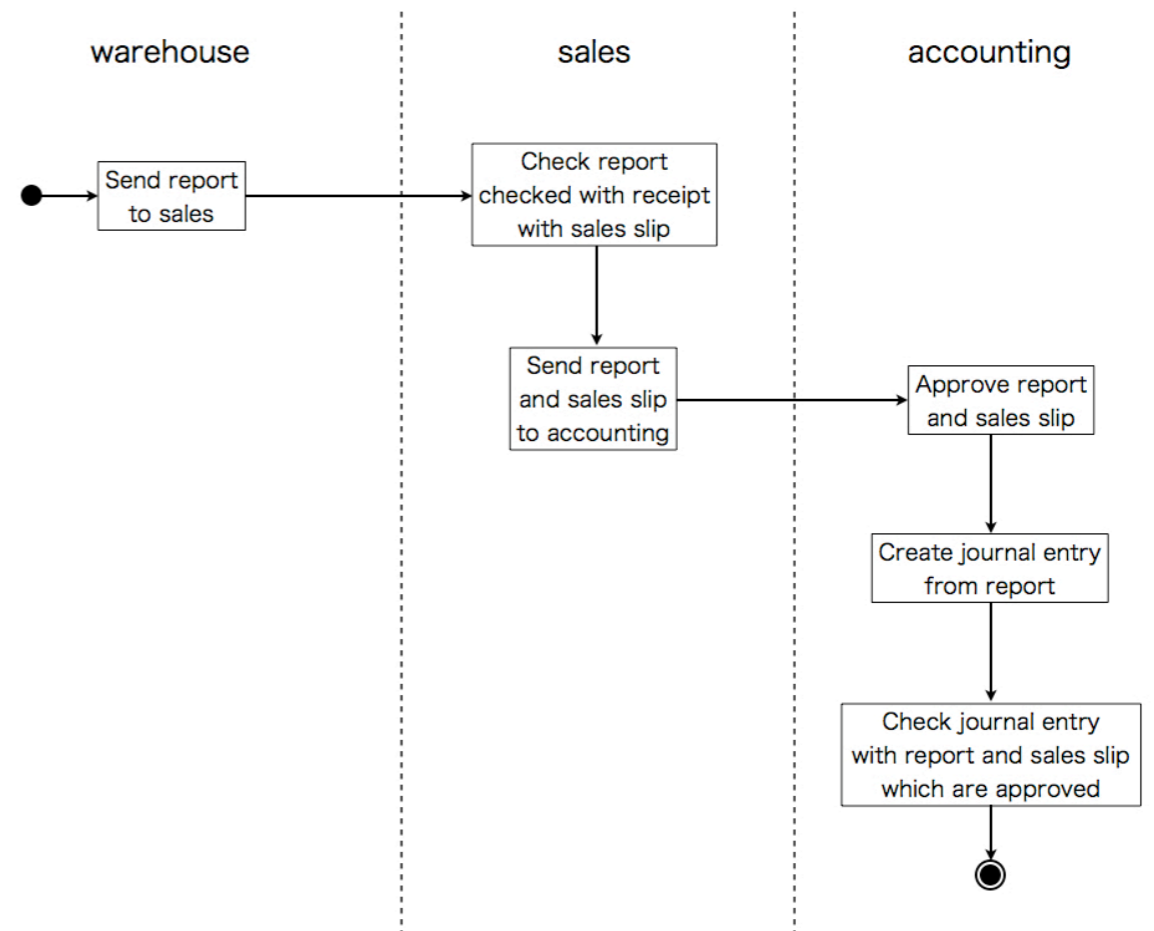 warehouse
sales
accounting
Send report
to sales
Check report
checked with receipt
with sales slip
Send report
and sales slip
to accounting
Approve report
and sales slip
Create journal entry
from report
Check journal entry
with report and sales slip
which are approved